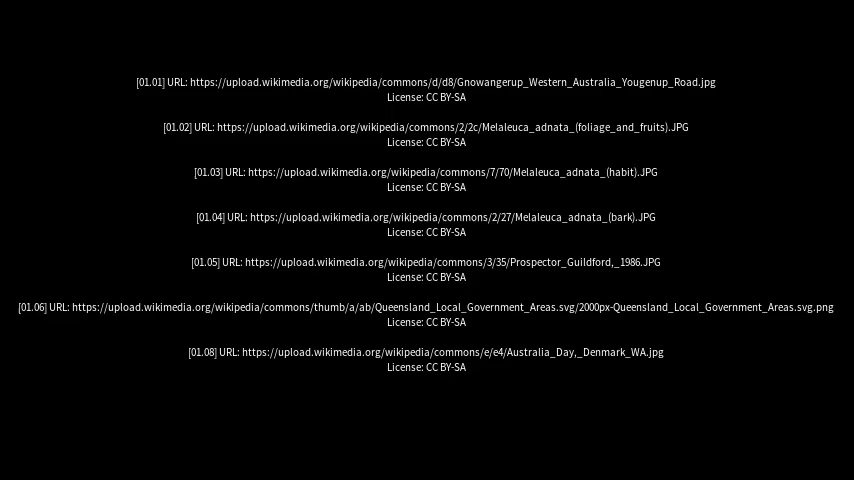 [01.01] URL: https://upload.wikimedia.org/wikipedia/commons/d/d8/Gnowangerup_Western_Australia_Yougenup_Road.jpg
License: CC BY-SA
[01.02] URL: https://upload.wikimedia.org/wikipedia/commons/2/2c/Melaleuca_adnata_(foliage_and_fruits).JPG
License: CC BY-SA
[01.03] URL: https://upload.wikimedia.org/wikipedia/commons/7/70/Melaleuca_adnata_(habit).JPG
License: CC BY-SA
[01.04] URL: https://upload.wikimedia.org/wikipedia/commons/2/27/Melaleuca_adnata_(bark).JPG
License: CC BY-SA
[01.05] URL: https://upload.wikimedia.org/wikipedia/commons/3/35/Prospector_Guildford,_1986.JPG
License: CC BY-SA
[01.06] URL: https://upload.wikimedia.org/wikipedia/commons/thumb/a/ab/Queensland_Local_Government_Areas.svg/2000px-Queensland_Local_Government_Areas.svg.png
License: CC BY-SA
[01.08] URL: https://upload.wikimedia.org/wikipedia/commons/e/e4/Australia_Day,_Denmark_WA.jpg
License: CC BY-SA